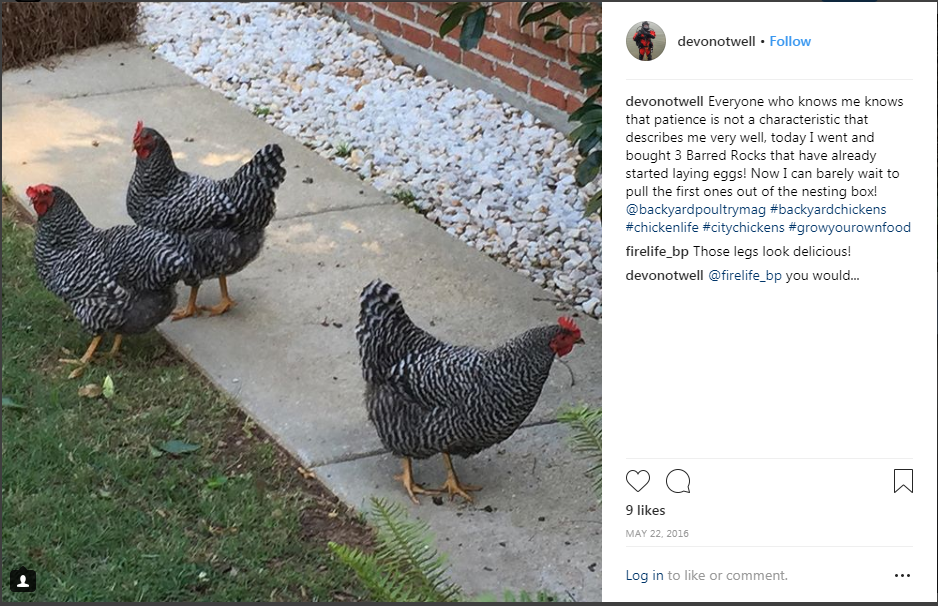 devonotwell • Follow
devonotwell Everyone who knows me knows
that patience is not a characteristic that
describes me very well, today I went and
bought 3 Barred Rocks that have already
started laying eggs! Now I can barely wait to
pull the first ones out of the nesting box!
@backyardpoultrymag #backyardchickens
#chickenlife #citychickens #growyourownfood
firelife_bp Those legs look delicious!
devonotwell @firelife_bp you would...
9 likes
MAY 22, 2016
Log in to like or comment.